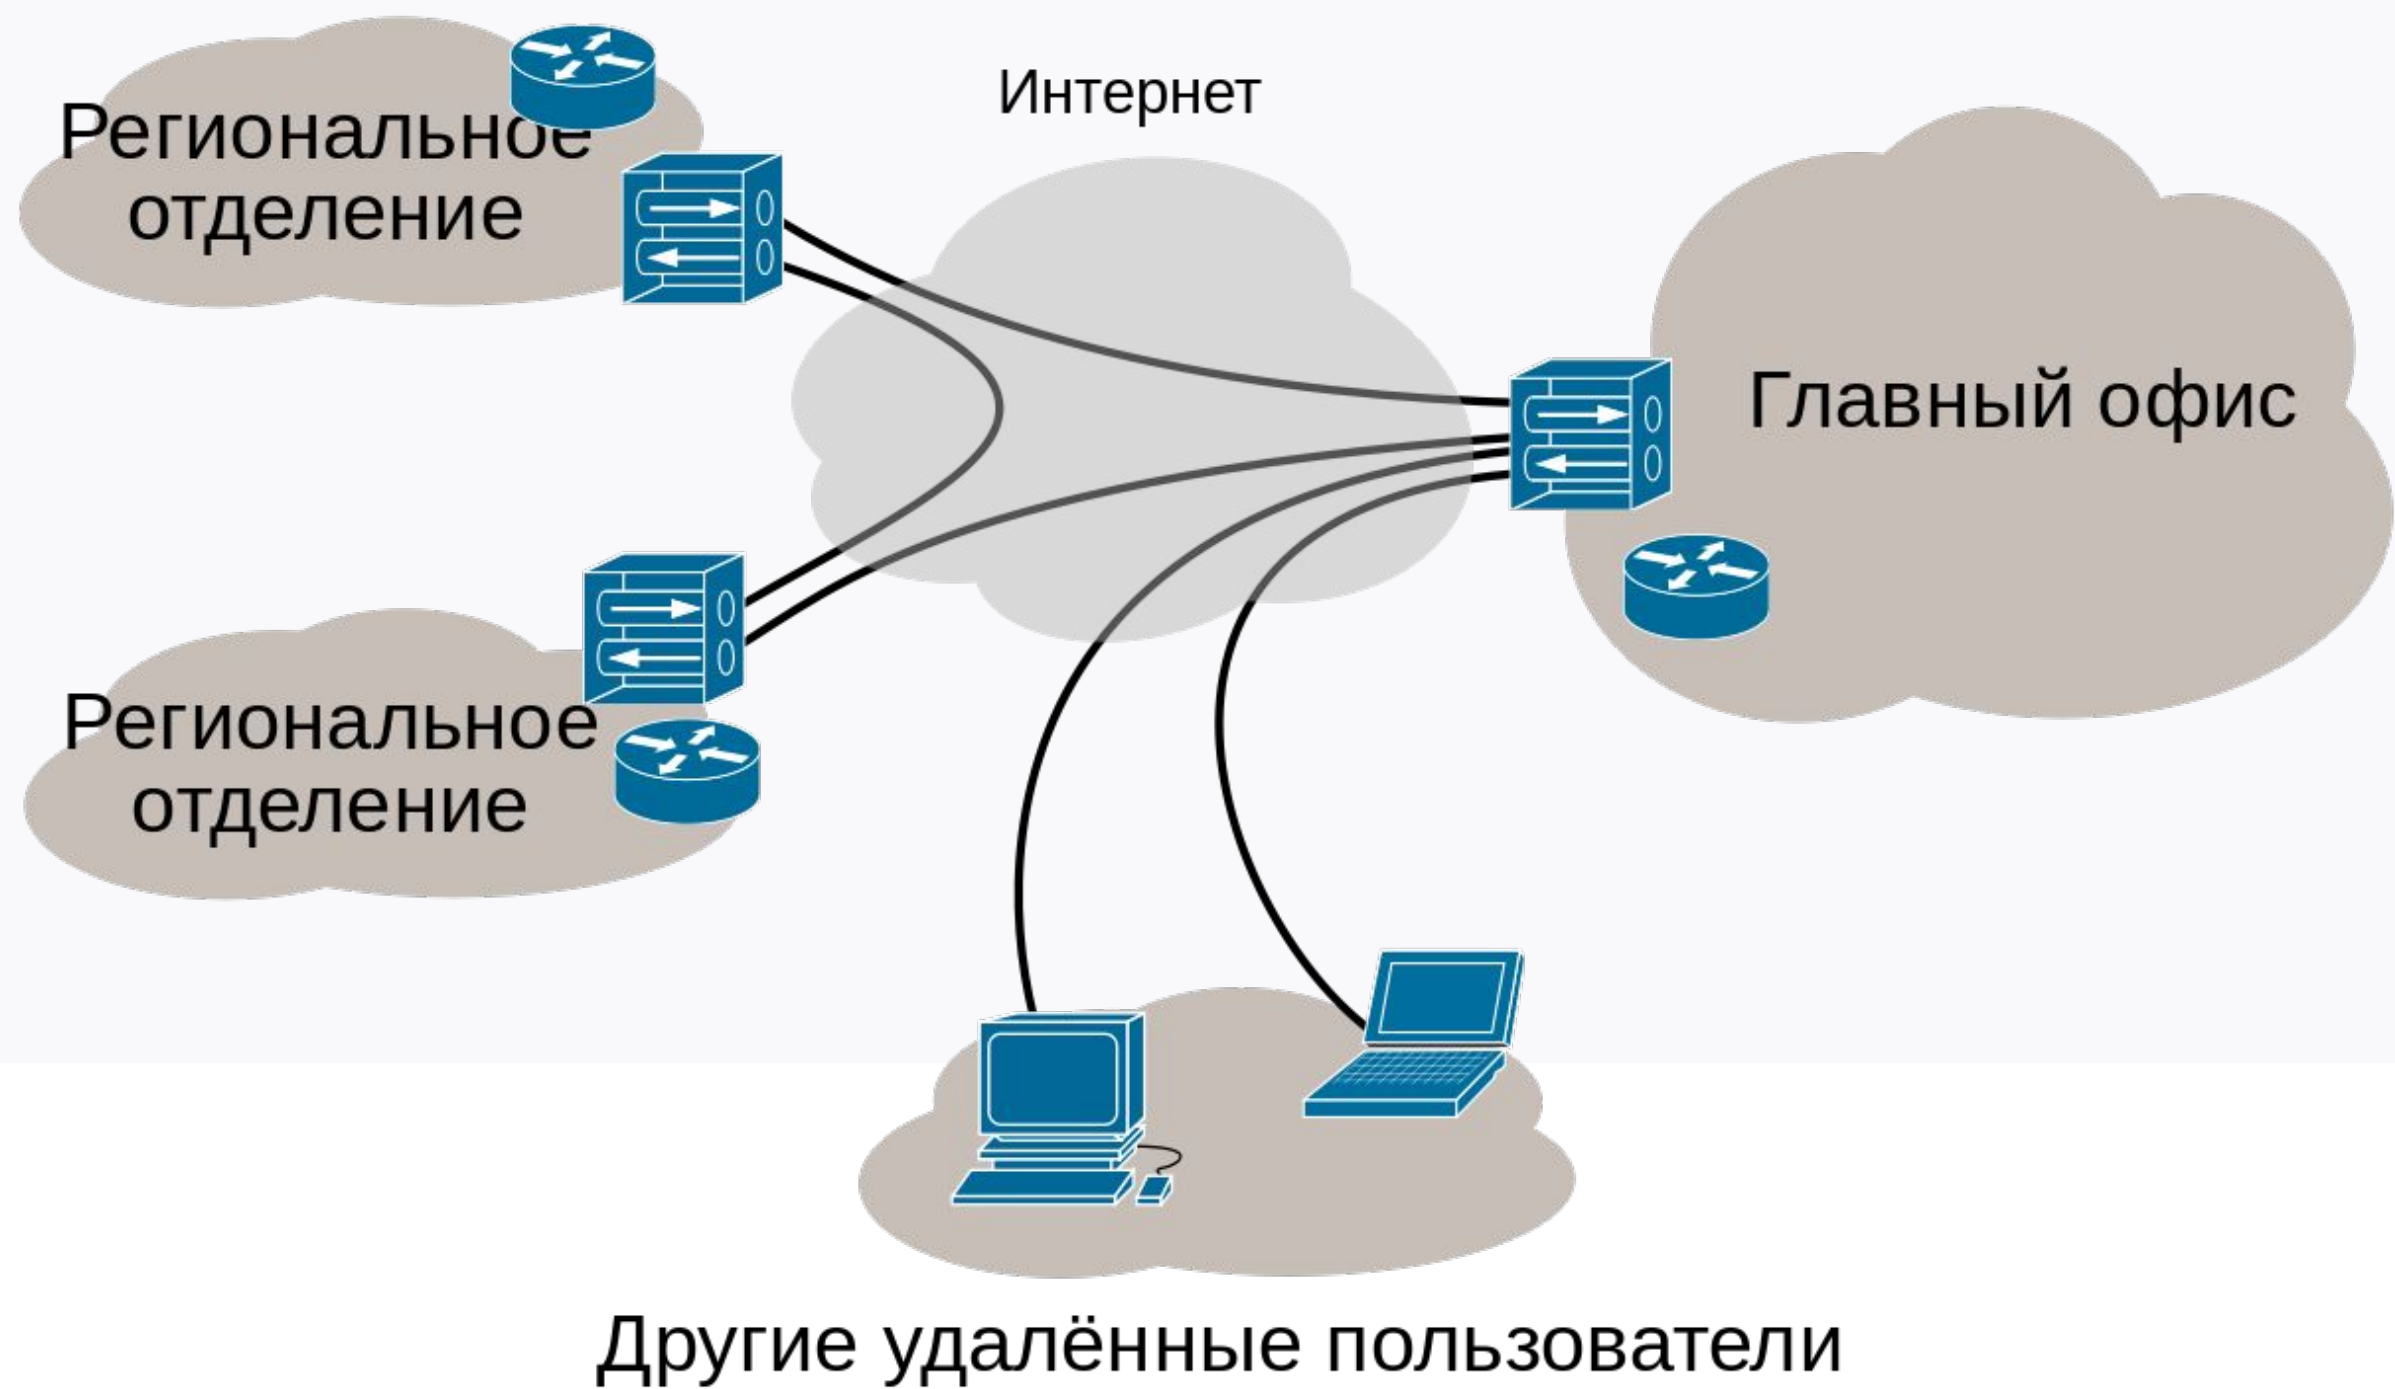 Интернет
Региональное
отделение
Главный офис
Региональное
отделение
Другие удалённые пользователи